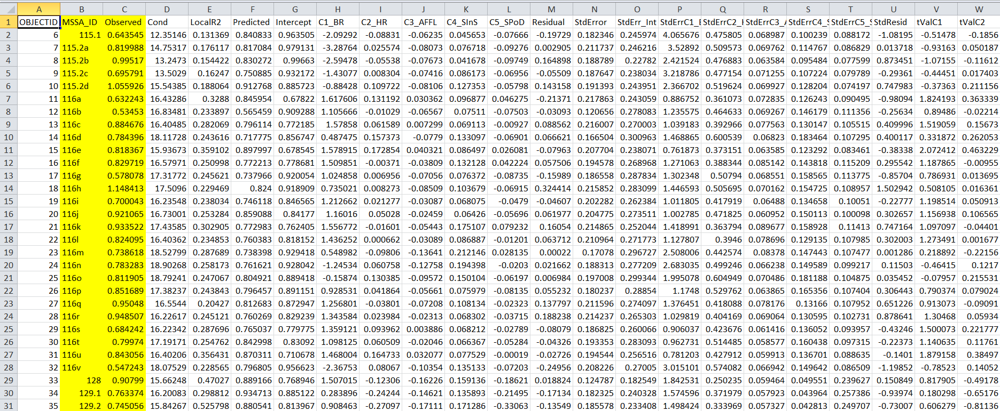 A B C D E F G H I J K L M N O P Q R S T U V W
1 OBJECTID MSSA_ID Observed Cond LocalR2 Predicted Intercept C1_BR C2_HR C3_AFFL C4_SInS C5_SPoD Residual StdError StdErr_Int StdErrC1_ StdErrC2_ StdErrC3_ StdErrC4_ StdErrC5_ StdResid tValC1 tValC2
2 6 115.1 0.643545 12.35146 0.131369 0.840833 0.963505 -2.09292 -0.08831 -0.06235 0.045653 -0.07666 -0.19729 0.182346 0.245974 4.065676 0.475805 0.068987 0.100239 0.088172 -1.08195 -0.51478 -0.1856
3 7 115.2a 0.819988 14.75317 0.176117 0.817084 0.979131 -3.28764 0.025574 -0.08073 0.076718 -0.09276 0.002905 0.211737 0.246216 3.52892 0.509573 0.069762 0.114767 0.086829 0.013718 -0.93163 0.050187
4 8 115.2b 0.99517 13.2473 0.154422 0.830272 0.99663 -2.59478 -0.05538 -0.07673 0.041678 -0.09749 0.164898 0.188789 0.22782 2.421524 0.476883 0.063584 0.095484 0.077599 0.873451 -1.07155 -0.11612
5 9 115.2c 0.695791 13.5029 0.16247 0.750885 0.932172 -1.43077 0.008304 -0.07416 0.086173 -0.06956 -0.05509 0.187647 0.238034 3.218786 0.477154 0.071255 0.107224 0.079789 -0.29361 -0.44451 0.017403
6 10 115.2d 1.055926 15.54385 0.188064 0.912768 0.885723 -0.88428 0.109722 -0.08106 0.127353 -0.05798 0.143158 0.191393 0.243951 2.366702 0.519624 0.069927 0.128204 0.074197 0.747983 -0.37363 0.211156
7 11 116a 0.632243 16.43286 0.3288 0.845954 0.67822 1.617606 0.131192 0.030362 0.096877 0.046275 -0.21371 0.217863 0.243059 0.886752 0.361073 0.072835 0.126243 0.090495 -0.98094 1.824193 0.363339
8 12 116b 0.53453 16.83481 0.233897 0.565459 0.909288 1.105666 -0.01029 -0.06567 0.07511 -0.07503 -0.03093 0.120656 0.278083 1.235575 0.464633 0.069267 0.146179 0.111356 -0.25634 0.89486 -0.02214
9 13 116c 0.884676 16.40485 0.282069 0.796114 0.772185 1.57858 0.061589 0.007299 0.069113 -0.00927 0.088562 0.216007 0.270003 1.039183 0.392966 0.077563 0.130147 0.105515 0.409996 1.519059 0.15673
10 14 116d 0.784396 18.11728 0.243616 0.717775 0.856747 0.487475 0.157373 -0.0779 0.133097 -0.06901 0.066621 0.166504 0.300963 1.468865 0.600539 0.06823 0.183464 0.107295 0.400117 0.331872 0.262053
11 15 116e 0.818367 15.93673 0.359102 0.897997 0.678545 1.578915 0.172854 0.040321 0.086497 0.026081 -0.07963 0.207704 0.238071 0.761873 0.373151 0.063585 0.123292 0.083461 -0.38338 2.072412 0.463229
12 16 116f 0.829719 16.57971 0.250998 0.772213 0.778681 1.509851 -0.00371 -0.03809 0.132128 0.042224 0.057506 0.194578 0.268968 1.271063 0.388344 0.085142 0.143818 0.115209 0.295542 1.187865 -0.00955
13 17 116g 0.578078 17.31772 0.245621 0.737966 0.920054 1.024858 0.006956 -0.07056 0.076372 -0.08735 -0.15989 0.186558 0.287834 1.302348 0.50794 0.068551 0.158565 0.113775 -0.85704 0.786931 0.013695
14 18 116h 1.148413 17.5096 0.229469 0.824 0.918909 0.735021 0.008273 -0.08509 0.103679 -0.06915 0.324414 0.215852 0.283099 1.446593 0.505695 0.070162 0.154725 0.108957 1.502942 0.508105 0.016361
15 19 116i 0.700043 16.23548 0.238034 0.746118 0.846565 1.212662 0.021277 -0.03087 0.068075 -0.0479 -0.04607 0.202282 0.262384 1.011805 0.417919 0.06488 0.134658 0.10051 -0.22777 1.198514 0.050913
16 20 116j 0.921065 16.73001 0.253284 0.859088 0.84177 1.16016 0.05028 -0.02459 0.06426 -0.05696 0.061977 0.204775 0.273511 1.002785 0.471825 0.060952 0.150113 0.100098 0.302657 1.156938 0.106565
17 21 116k 0.933522 17.43585 0.302905 0.772983 0.762405 1.556772 -0.01601 -0.05443 0.175107 0.079232 0.16054 0.214865 0.252044 1.418991 0.363794 0.089677 0.158928 0.11413 0.747164 1.097097 -0.04401
18 22 116l 0.824095 16.40362 0.234853 0.760383 0.818152 1.436252 0.000662 -0.03089 0.086887 -0.01201 0.063712 0.210964 0.271773 1.127807 0.3946 0.078696 0.129135 0.107985 0.302003 1.273491 0.001677
19 23 116m 0.738618 18.52799 0.287689 0.738398 0.929418 0.548982 -0.09806 -0.13641 0.212146 0.028135 0.00022 0.17078 0.296727 2.508006 0.442574 0.08378 0.147443 0.107477 0.001286 0.218892 -0.22156
20 24 116n 0.783283 18.90268 0.258173 0.761621 0.928042 -1.24534 0.060758 -0.12758 0.194398 -0.0203 0.021662 0.188313 0.277209 2.683035 0.499246 0.066238 0.149589 0.099217 0.11503 -0.46415 0.1217
21 25 116o 0.811905 18.79241 0.247067 0.804921 0.889418 -0.15874 0.130385 -0.09572 0.150104 -0.06197 0.006984 0.197008 0.299344 1.995078 0.604949 0.070486 0.181188 0.104875 0.035452 -0.07957 0.215531
22 26 116p 0.851689 17.38237 0.243843 0.796457 0.891151 0.928531 0.041864 -0.05661 0.075979 -0.08135 0.055232 0.180237 0.28854 1.1748 0.529762 0.063865 0.165356 0.107404 0.306443 0.790374 0.079024
23 27 116q 0.95048 16.5544 0.20427 0.812683 0.872947 1.256801 -0.03801 -0.07208 0.108134 -0.02323 0.137797 0.211596 0.274097 1.376451 0.418088 0.078176 0.13166 0.107952 0.651226 0.913073 -0.09091
24 28 116r 0.948507 16.22617 0.245121 0.760269 0.829239 1.343584 0.023984 -0.02313 0.068302 -0.03715 0.188238 0.214237 0.265303 1.029819 0.404169 0.069064 0.130595 0.102731 0.878641 1.30468 0.05934
25 29 116s 0.684242 16.22342 0.287696 0.765037 0.779775 1.359121 0.093962 0.003886 0.068212 -0.02789 -0.08079 0.186825 0.260066 0.906037 0.423676 0.061416 0.136052 0.093957 -0.43246 1.500073 0.221777
26 30 116t 0.79974 17.19171 0.254762 0.842998 0.83092 1.098125 0.060509 -0.02046 0.066367 -0.05284 -0.04326 0.193353 0.283093 0.962731 0.514485 0.058577 0.160438 0.097315 -0.22373 1.140635 0.11761
27 31 116u 0.843056 16.40206 0.356431 0.870311 0.710678 1.468004 0.164733 0.032077 0.077529 -0.00019 -0.02726 0.194544 0.256516 0.781203 0.427912 0.059913 0.136701 0.088635 -0.1401 1.879158 0.38497
28 32 116v 0.547243 18.07529 0.228565 0.796805 0.956623 -2.36753 0.08067 -0.10354 0.135133 -0.07203 -0.24956 0.208226 0.27005 3.015101 0.574082 0.066942 0.149642 0.086509 -1.19852 -0.78523 0.14052
29 33 128 0.90799 15.66248 0.47027 0.889166 0.768946 1.507015 -0.12306 -0.16226 0.159136 -0.18621 0.018824 0.124787 0.182549 1.842531 0.250235 0.059464 0.049551 0.239627 0.150849 0.817905 -0.49178
30 34 129.1 0.763374 16.20083 0.298812 0.934713 0.885122 0.283896 -0.24244 -0.14621 0.135893 -0.21495 -0.17134 0.182325 0.240328 1.574596 0.371979 0.057923 0.043964 0.257386 -0.93974 0.180298 -0.65176
31 35 129.2 0.745056 15.84267 0.525798 0.880541 0.813967 0.908463 -0.27097 -0.17111 0.171286 -0.33063 -0.13549 0.185578 0.233408 1.498424 0.333969 0.057327 0.042813 0.249707 -0.73007 0.606279 -0.81136